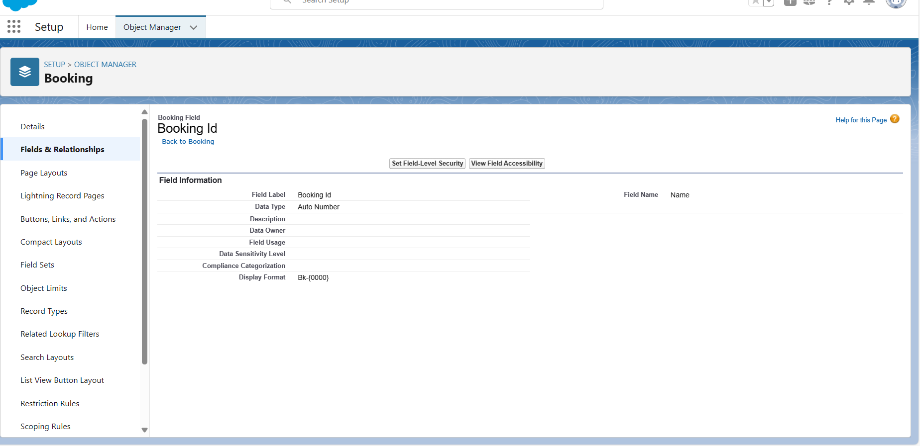 Search Setup
Setup
Home
Object Manager
SETUP > OBJECT MANAGER
Booking
Details
Fields & Relationships
Page Layouts
Lightning Record Pages
Buttons, Links, and Actions
Compact Layouts
Field Sets
Object Limits
Record Types
Related Lookup Filters
Search Layouts
List View Button Layout
Restriction Rules
Scoping Rules
Booking Field
Booking Id
Back to Booking
Help for this Page ?
Set Field-Level Security View Field Accessibility
Field Information
Field Label Booking Id Field Name Name
Data Type Auto Number
Description
Data Owner
Field Usage
Data Sensitivity Level
Compliance Categorization
Display Format Bk-{0000}